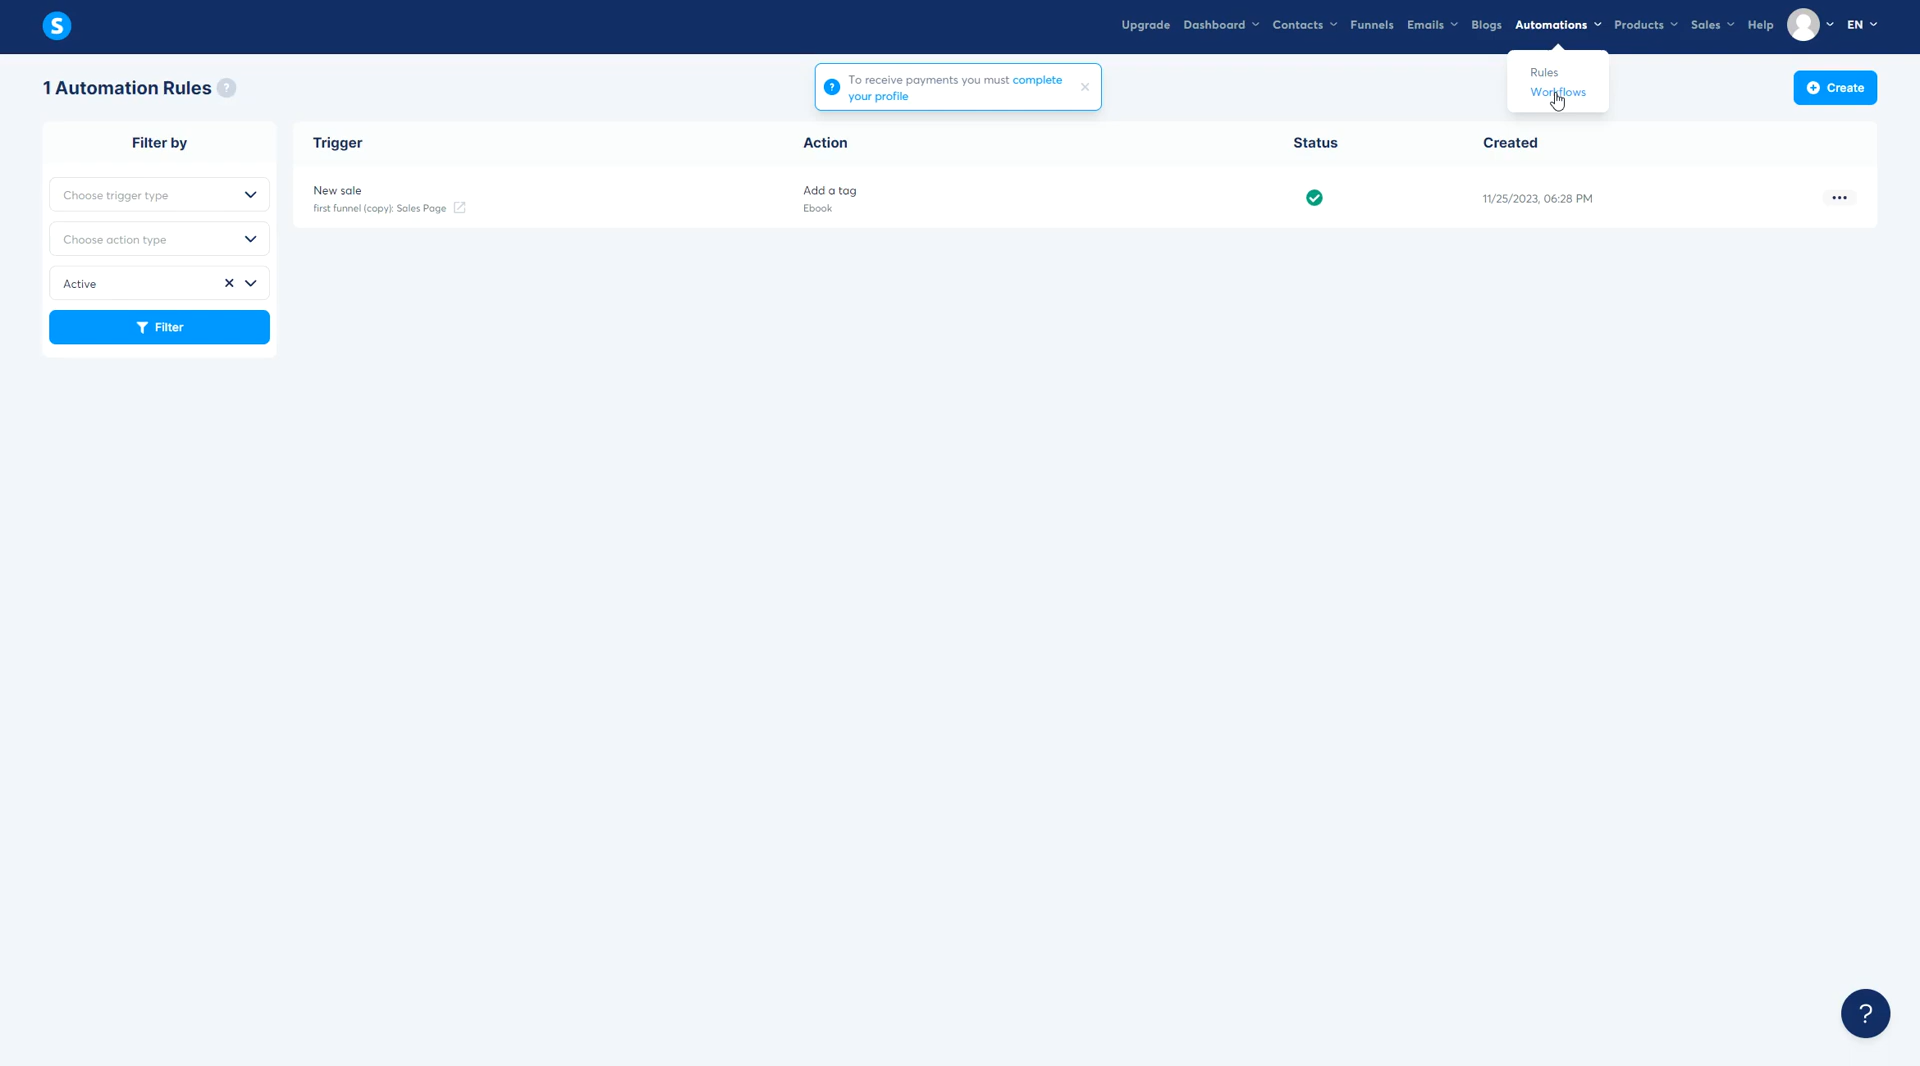 S
Upgrade Dashboard Contacts Funnels Emails Blogs Automations Products Sales Help EN
Rules
Workflows
1 Automation Rules ?
? To receive payments you must complete
your profile
Create
Filter by
Choose trigger type
Choose action type
Active
Filter
Trigger Action Status Created
New sale Add a tag 11/25/2023, 06:28 PM
first funnel (copy): Sales Page Ebook
?